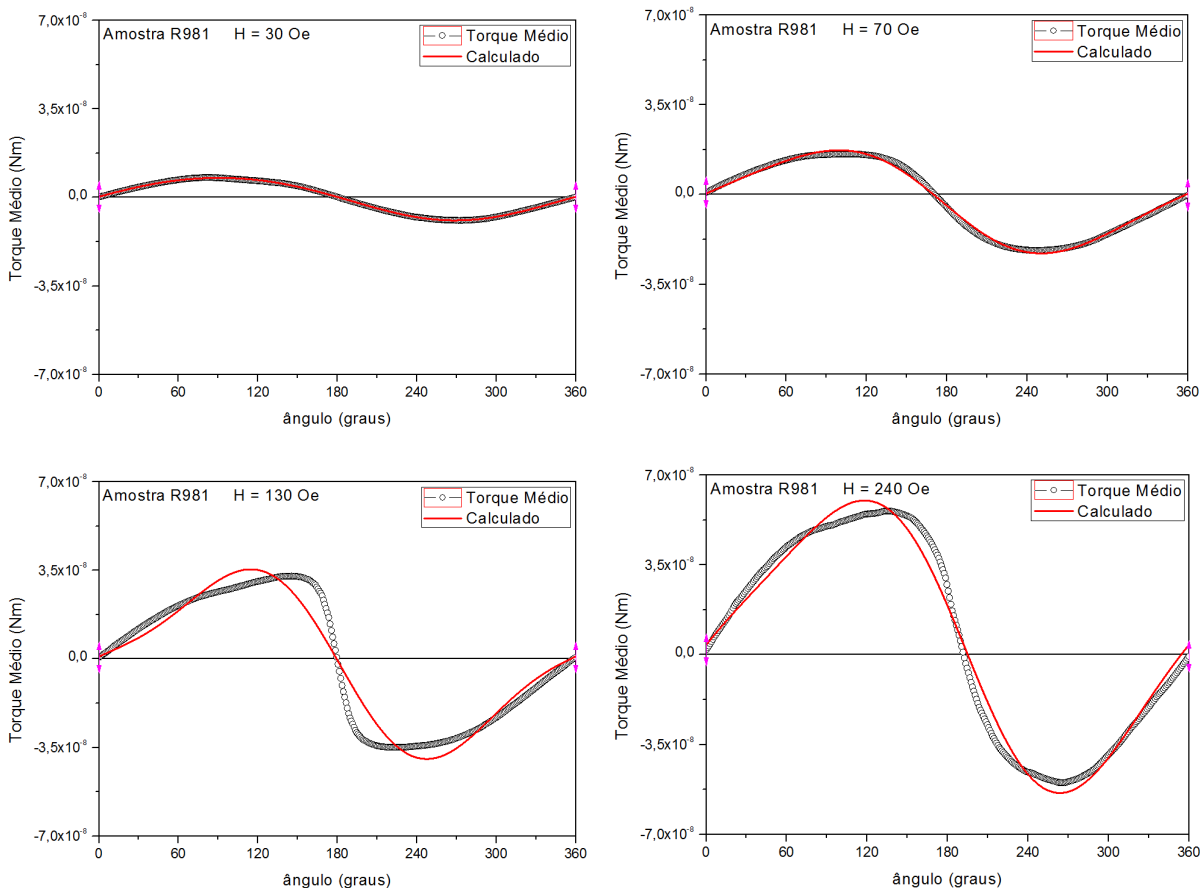 Amostra R981 H = 30 Oe
Torque Médio
Calculado
7,0x10⁻⁸
3,5x10⁻⁸
0,0
-3,5x10⁻⁸
-7,0x10⁻⁸
Torque Médio (Nm)
0 60 120 180 240 300 360
ângulo (graus)
Amostra R981 H = 70 Oe
Torque Médio
Calculado
7,0x10⁻⁸
3,5x10⁻⁸
0,0
-3,5x10⁻⁸
-7,0x10⁻⁸
Torque Médio (Nm)
0 60 120 180 240 300 360
ângulo (graus)
Amostra R981 H = 130 Oe
Torque Médio
Calculado
7,0x10⁻⁸
3,5x10⁻⁸
0,0
-3,5x10⁻⁸
-7,0x10⁻⁸
Torque Médio (Nm)
0 60 120 180 240 300 360
ângulo (graus)
Amostra R981 H = 240 Oe
Torque Médio
Calculado
7,0x10⁻⁸
3,5x10⁻⁸
0,0
-3,5x10⁻⁸
-7,0x10⁻⁸
Torque Médio (Nm)
0 60 120 180 240 300 360
ângulo (graus)